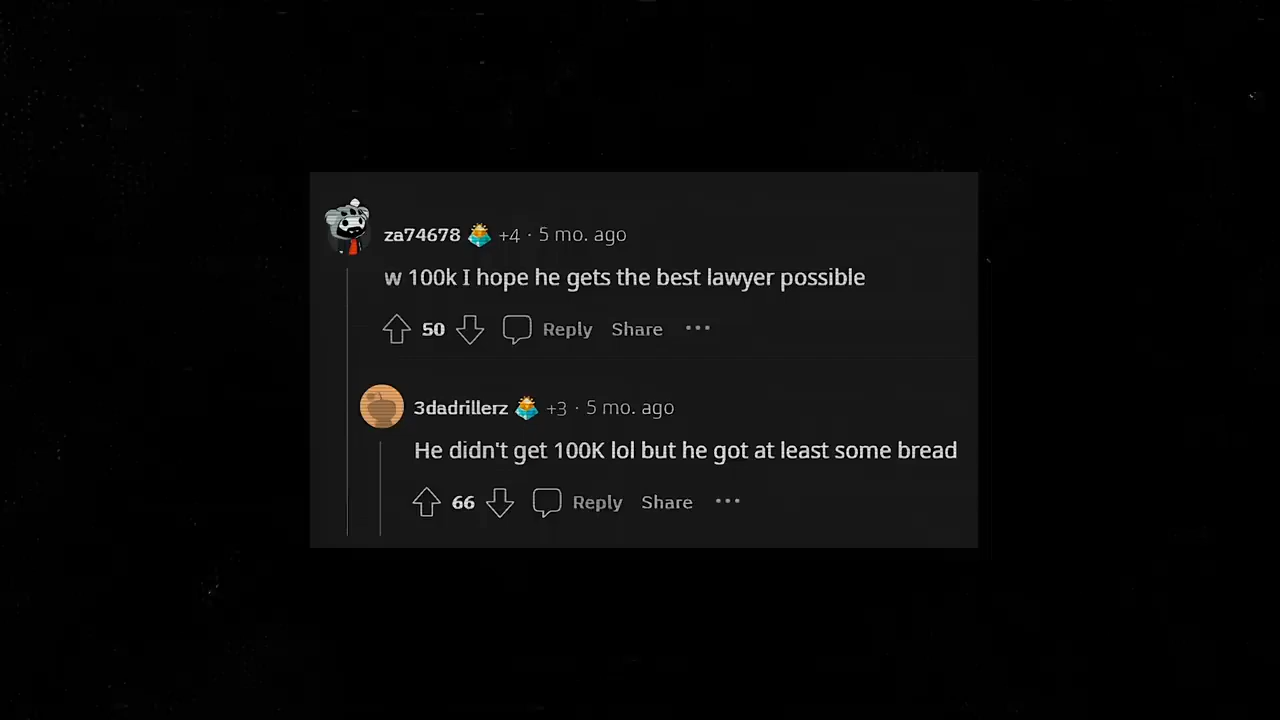 za74678 +4 · 5 mo. ago
w 100k I hope he gets the best lawyer possible
50 Reply Share ...
3dadrillerz +3 · 5 mo. ago
He didn't get 100K lol but he got at least some bread
66 Reply Share ...